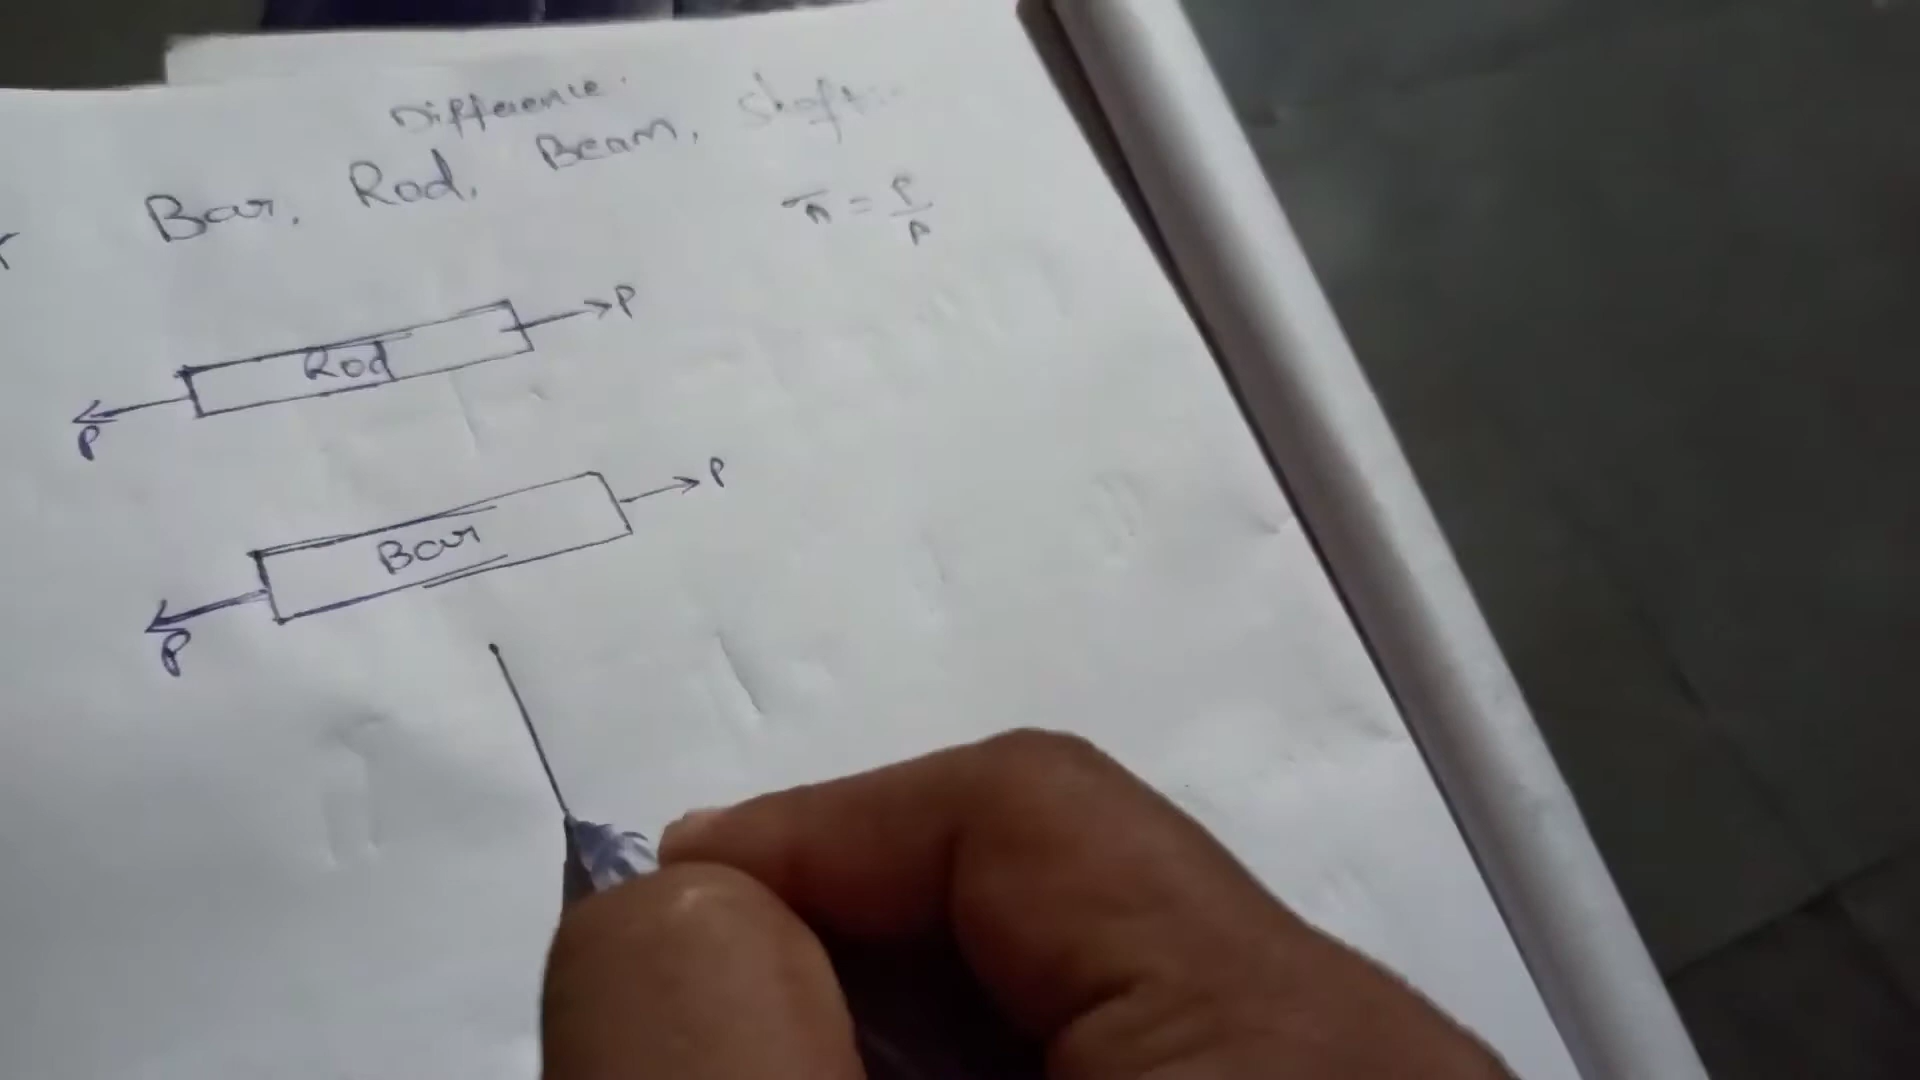 Difference
Bar, Rod, Beam, Shaft
= P
A
Rod
P
P
Bar
P
P